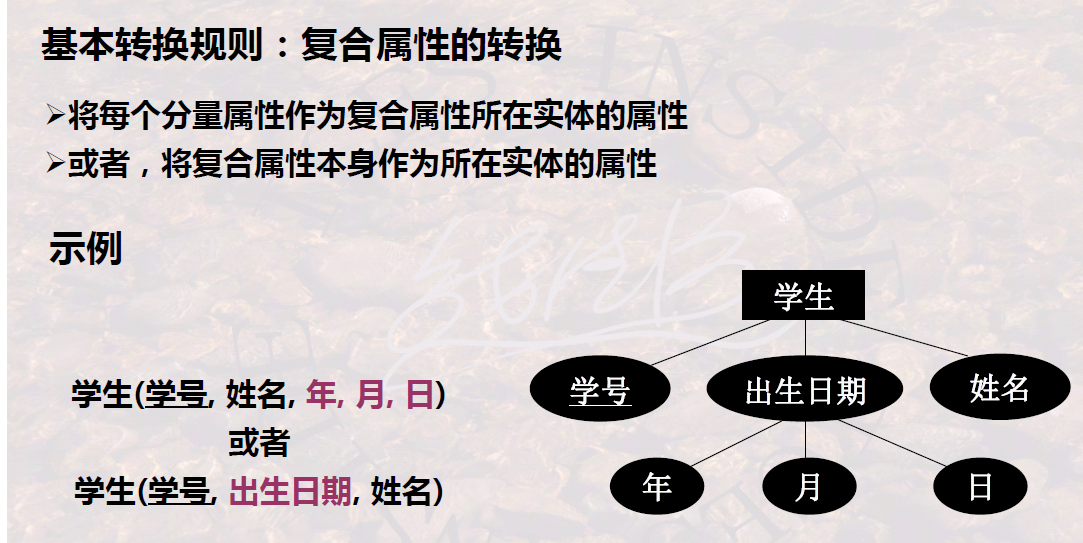 基本转换规则：复合属性的转换
➢将每个分量属性作为复合属性所在实体的属性
➢或者，将复合属性本身作为所在实体的属性
示例
学生(学号, 姓名, 年, 月, 日)
或者
学生(学号, 出生日期, 姓名)
学生
学号 出生日期 姓名
年 月 日